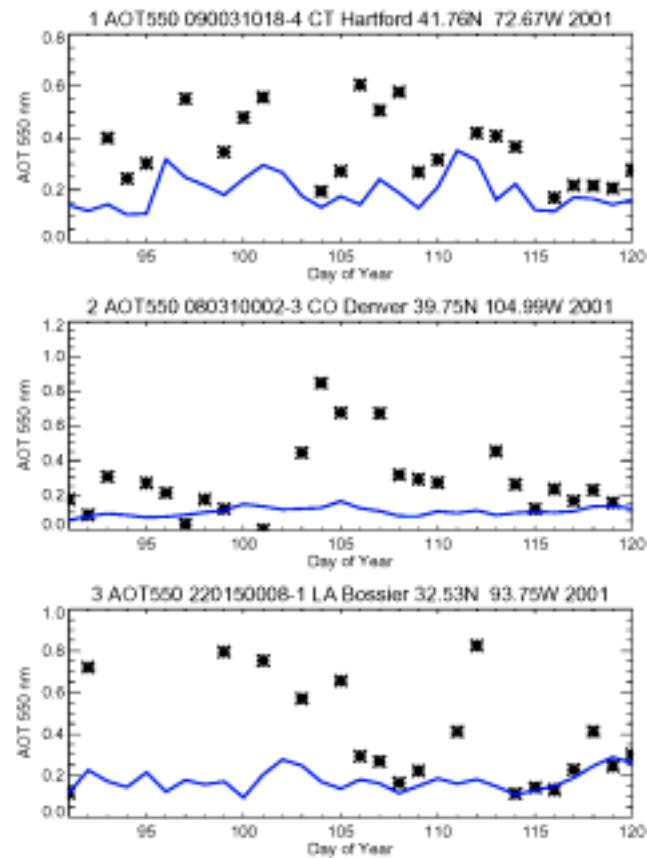 1 AOT550 090031018-4 CT Hartford 41.76N 72.67W 2001
0.8
0.6
0.4
0.2
0.0
AOT 550 nm
95 100 105 110 115 120
Day of Year
2 AOT550 080310002-3 CO Denver 39.75N 104.99W 2001
1.2
1.0
0.8
0.6
0.4
0.2
0.0
AOT 550 nm
95 100 105 110 115 120
Day of Year
3 AOT550 220150008-1 LA Bossier 32.53N 93.75W 2001
1.0
0.8
0.6
0.4
0.2
0.0
AOT 550 nm
95 100 105 110 115 120
Day of Year